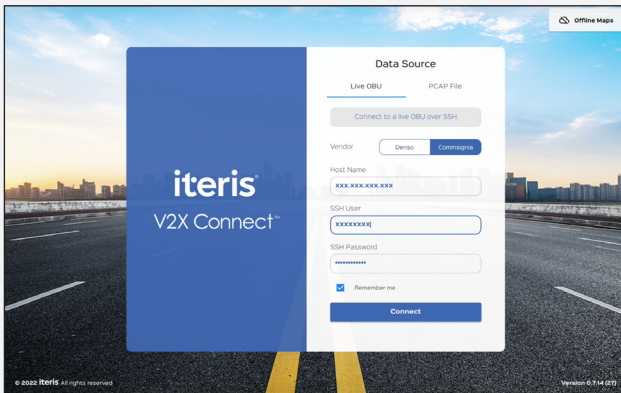 Offline Maps
Data Source
Live OBU PCAP File
Connect to a live OBU over SSH
Vendor Denso Commsignia
Host Name
xxx.xxx.xxx.xxx
SSH User
xxxxxxxx
SSH Password
••••••••••••
Remember me
Connect
iteris®
V2X Connect™
© 2022 iteris All rights reserved
Version 0.7.14 (27)